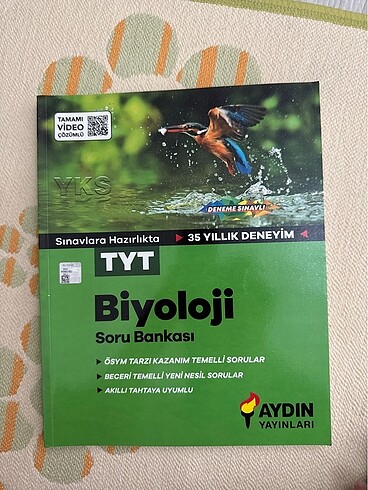 TAMAMI
VİDEO
ÇÖZÜMLÜ
YKS
DENEME SINAVLI
Sınavlara Hazırlıkta
35 YILLIK DENEYİM
TYT
Biyoloji
Soru Bankası
ÖSYM TARZI KAZANIM TEMELLİ SORULAR
BECERİ TEMELLİ YENİ NESİL SORULAR
AKILLI TAHTAYA UYUMLU
AYDIN
YAYINLARI